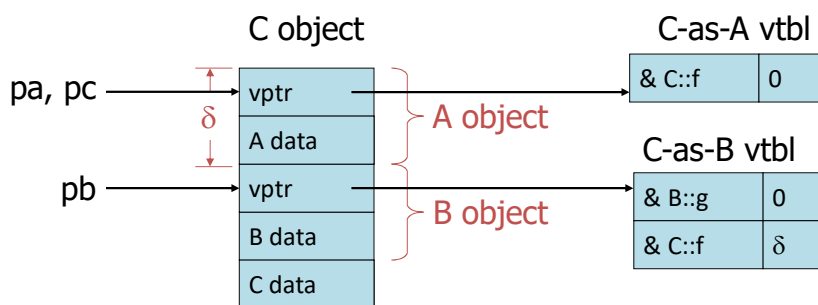 C object
C-as-A vtbl
pa, pc
δ
vptr
A data
A object
& C::f 0
C-as-B vtbl
pb
vptr
B data
C data
B object
& B::g 0
& C::f δ